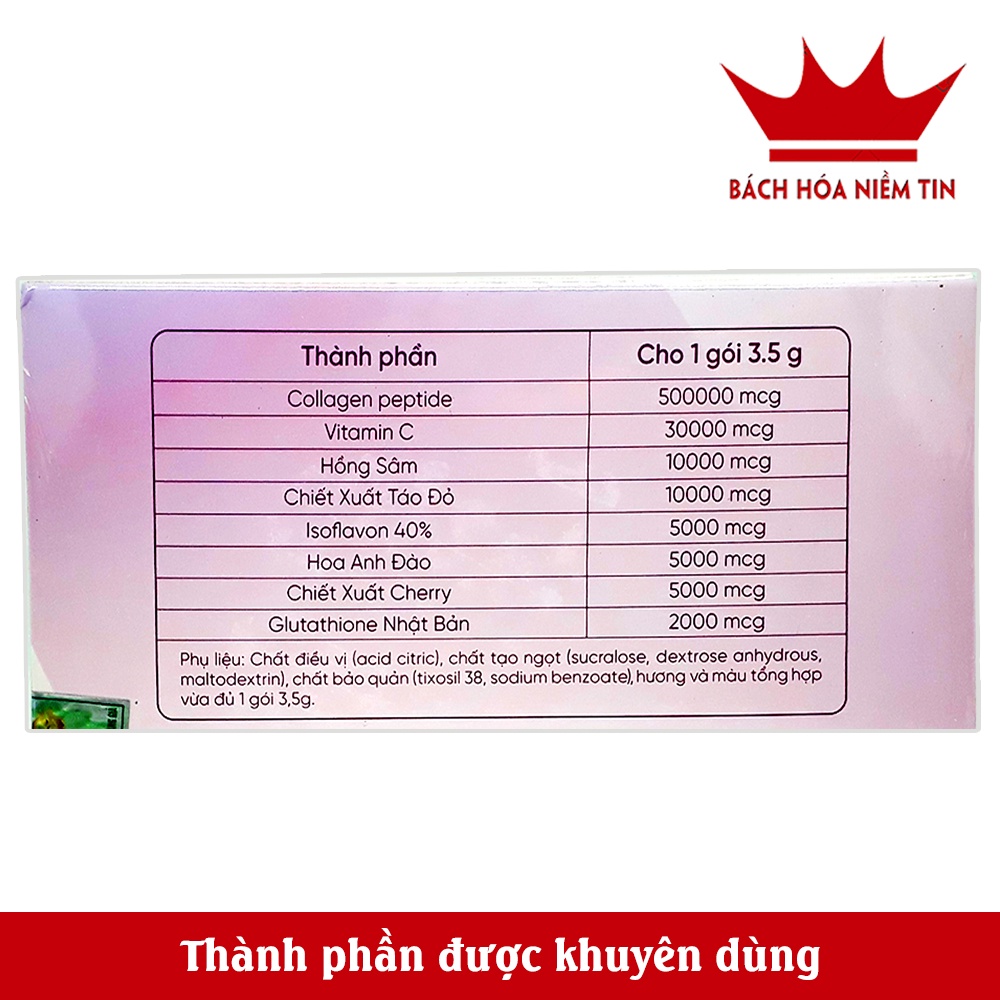 BÁCH HÓA NIỀM TIN
Thành phần Cho 1 gói 3.5 g
Collagen peptide 500000 mcg
Vitamin C 30000 mcg
Hồng Sâm 10000 mcg
Chiết Xuất Táo Đỏ 10000 mcg
Isoflavon 40% 5000 mcg
Hoa Anh Đào 5000 mcg
Chiết Xuất Cherry 5000 mcg
Glutathione Nhật Bản 2000 mcg
Phụ liệu: Chất điều vị (acid citric), chất tạo ngọt (sucralose, dextrose anhydrous,
maltodextrin), chất bảo quản (tixosil 38, sodium benzoate), hương và màu tổng hợp
vừa đủ 1 gói 3,5g.
Thành phần được khuyên dùng